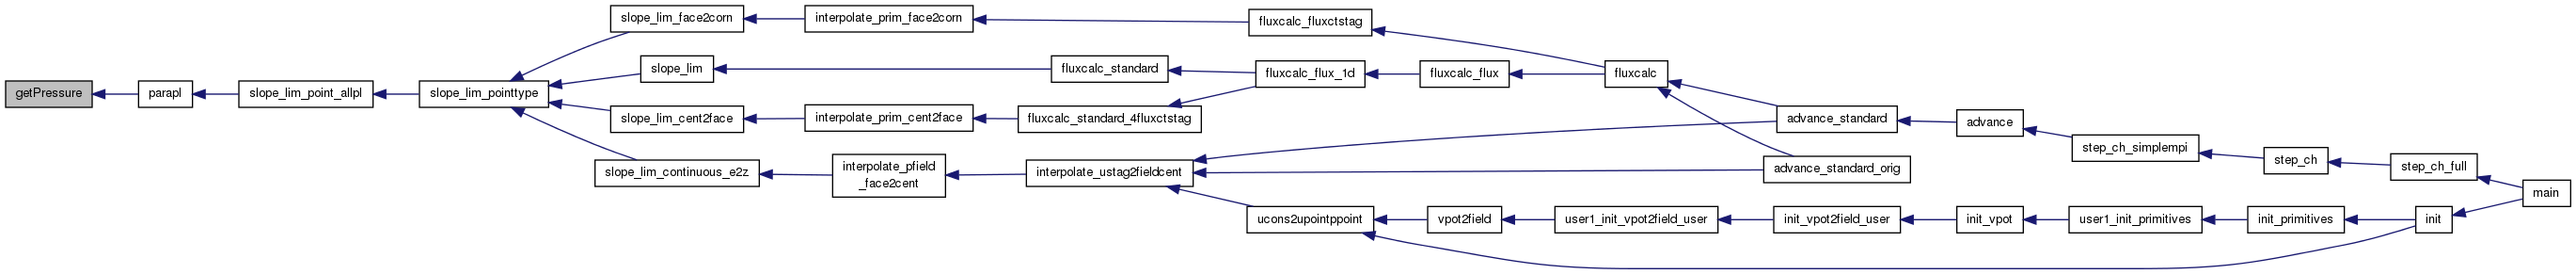 slope_lim_face2corn
interpolate_prim_face2corn
fluxcalc_fluxctstag
slope_lim
fluxcalc_standard
fluxcalc_flux_1d
fluxcalc_flux
fluxcalc
getPressure
parapl
slope_lim_point_allpl
slope_lim_pointtype
slope_lim_cent2face
interpolate_prim_cent2face
fluxcalc_standard_4fluxctstag
advance_standard
advance
step_ch_simplempi
step_ch
step_ch_full
slope_lim_continuous_e2z
interpolate_pfield
_face2cent
interpolate_ustag2fieldcent
advance_standard_orig
main
ucons2upointppoint
vpot2field
user1_init_vpot2field_user
init_vpot2field_user
init_vpot
user1_init_primitives
init_primitives
init